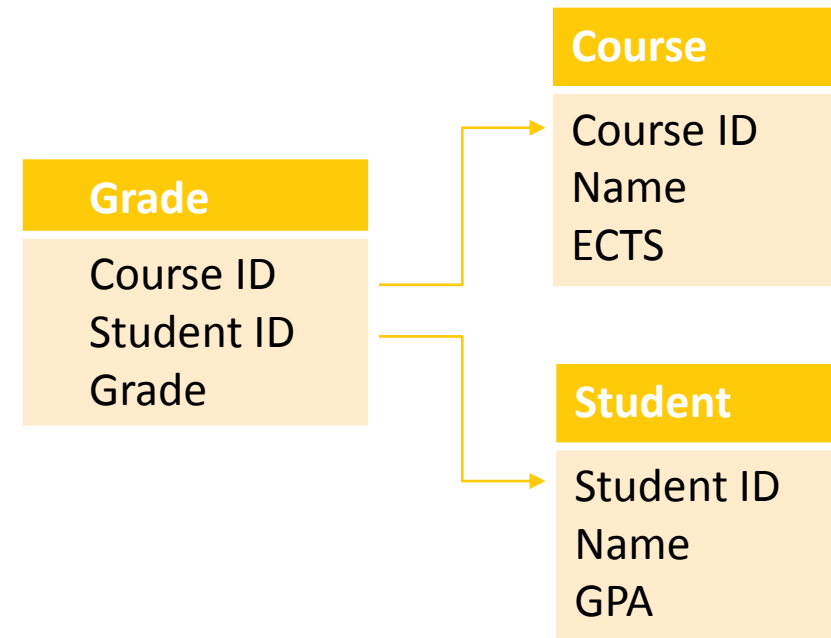 Grade
Course ID
Student ID
Grade
Course
Course ID
Name
ECTS
Student
Student ID
Name
GPA